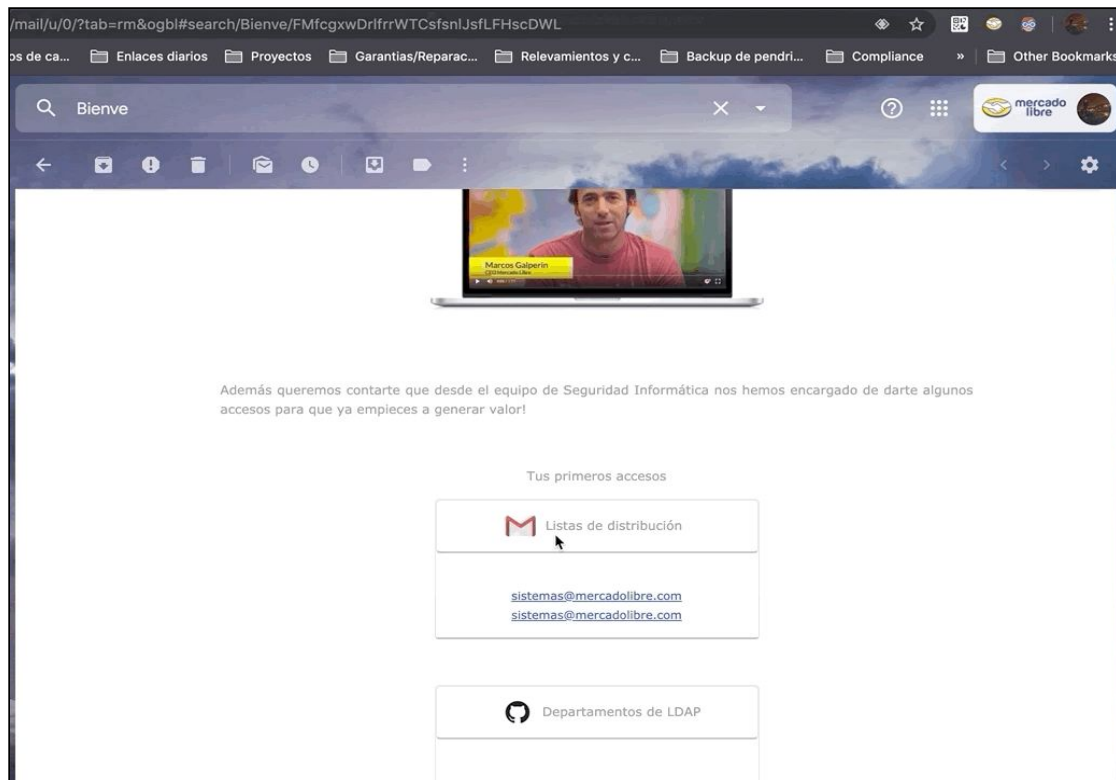 /mail/u/0/?tab=rm&ogbl#search/Bienve/FMfcgxwDrlfrrWTCsfsnlJsfLFHscDWL
os de ca... Enlaces diarios Proyectos Garantias/Reparac... Relevamientos y c... Backup de pendri... Compliance » Other Bookmarks
Bienve
mercado
libre
Marcos Galperin
CEO Mercado Libre
Además queremos contarte que desde el equipo de Seguridad Informática nos hemos encargado de darte algunos
accesos para que ya empieces a generar valor!
Tus primeros accesos
Listas de distribución
sistemas@mercadolibre.com
sistemas@mercadolibre.com
Departamentos de LDAP